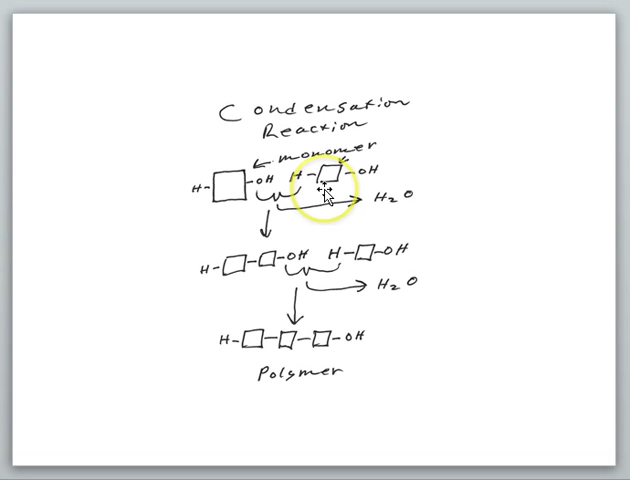 Condensation
Reaction
monomer
H-□-OH H-□-OH
H₂O
H-□-□-OH H-□-OH
H₂O
H-□-□-□-OH
Polymer